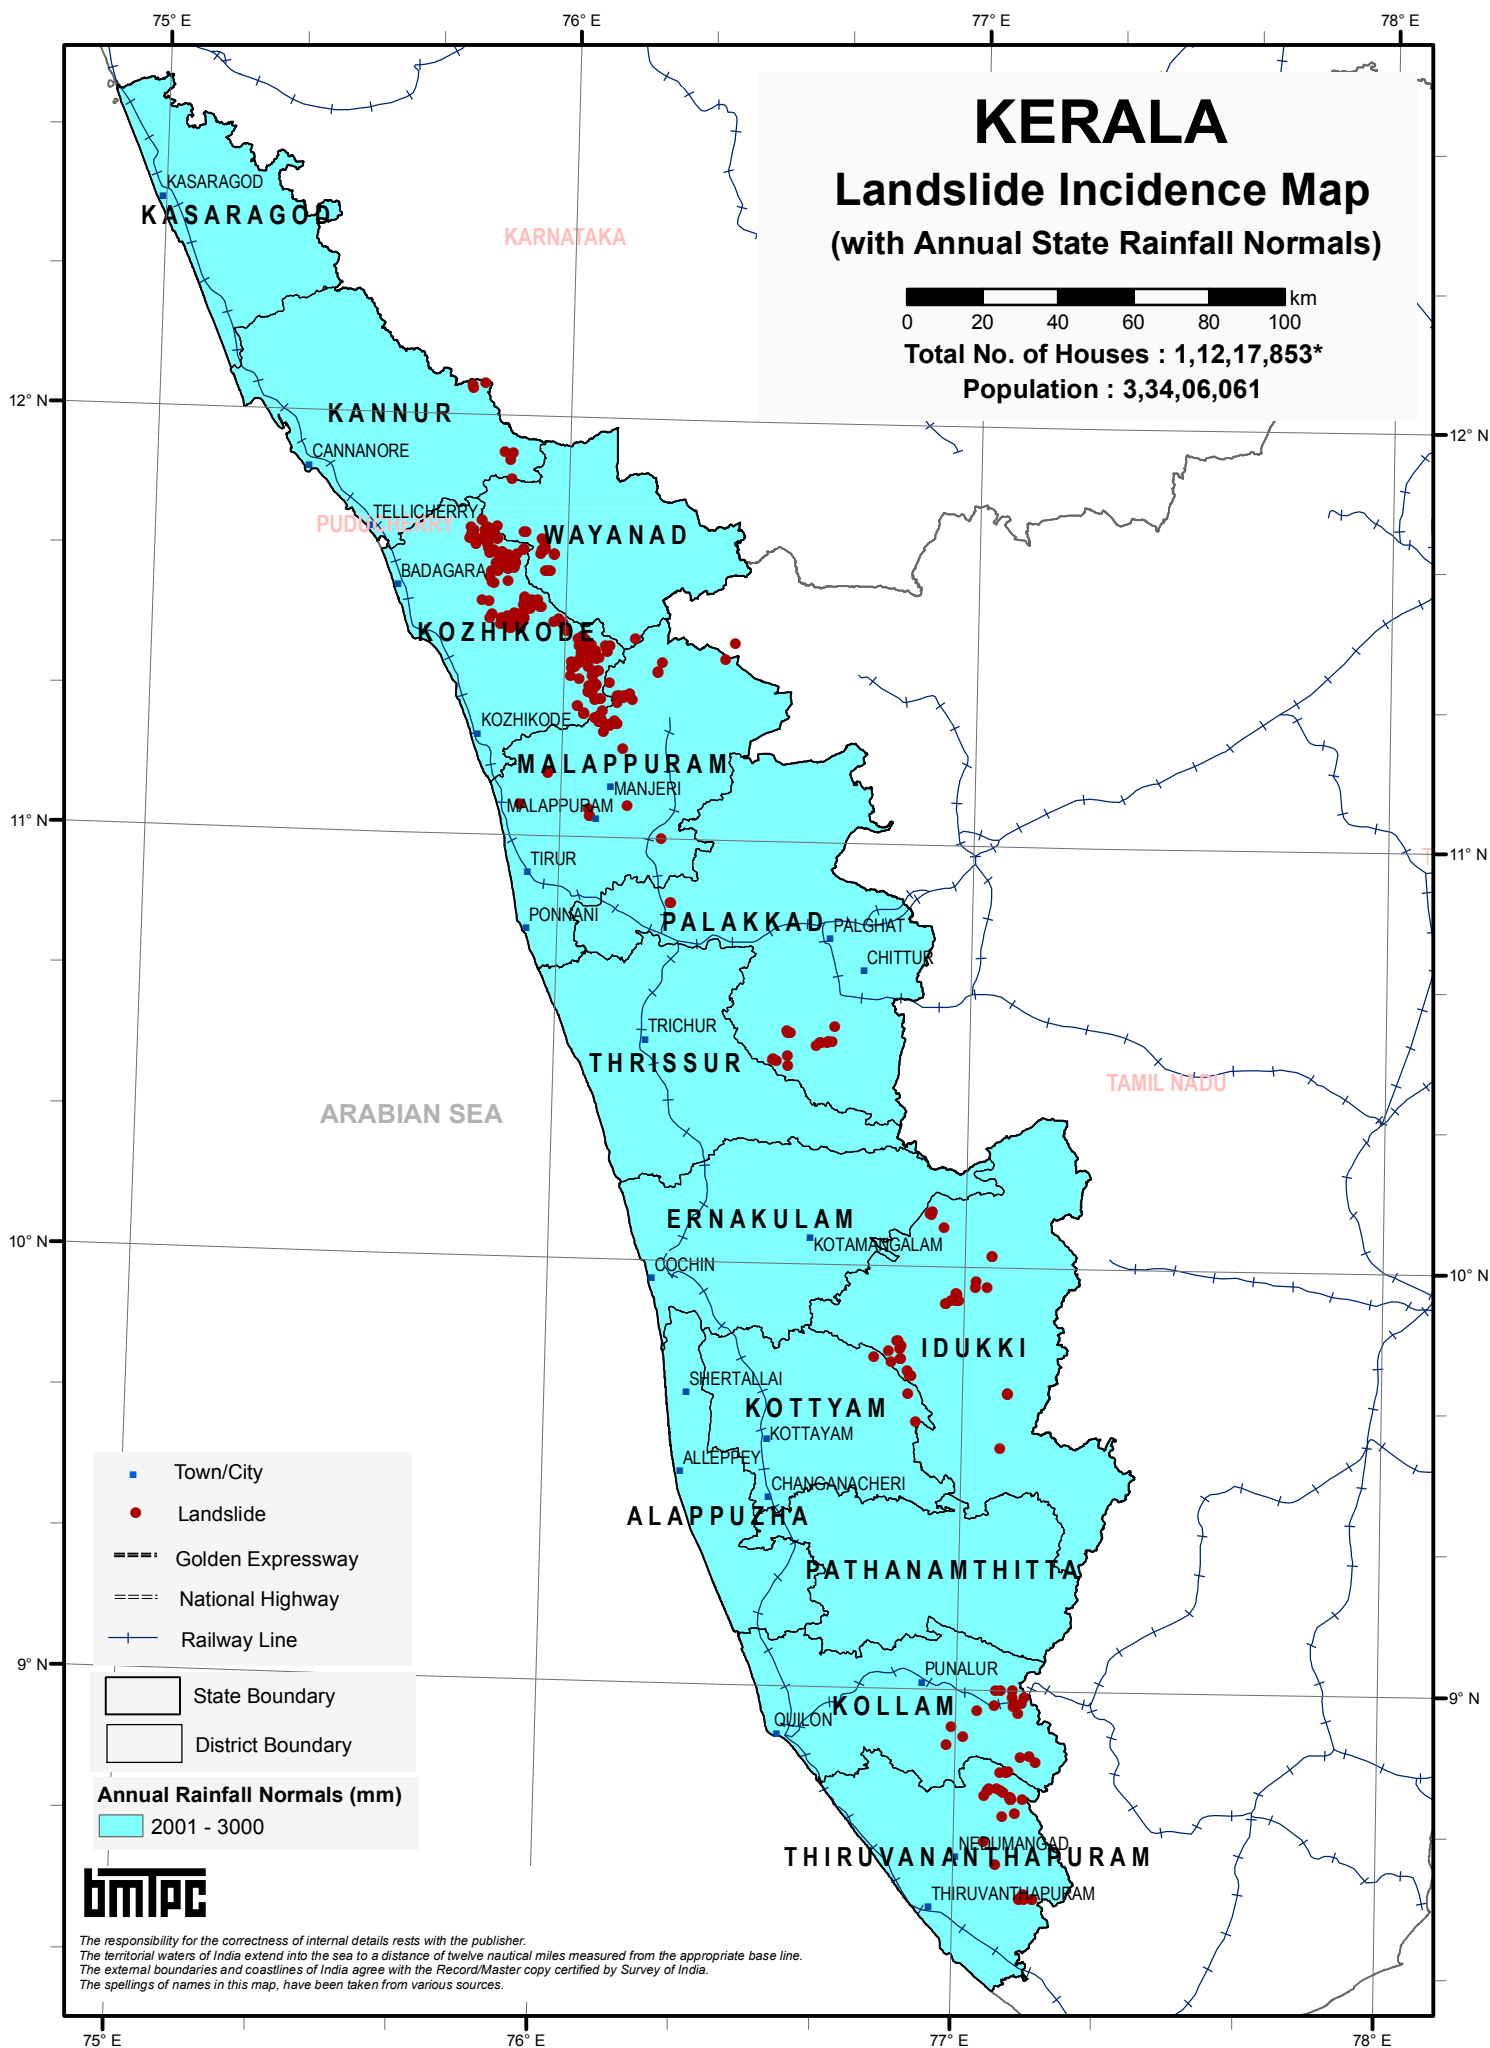 75° E
76° E
77° E
78° E
KERALA
Landslide Incidence Map
(with Annual State Rainfall Normals)
km
0 20 40 60 80 100
Total No. of Houses : 1,12,17,853*
Population : 3,34,06,061
KASARAGOD
KASARAGOD
KARNATAKA
12° N
12° N
KANNUR
CANNANORE
TELLICHERRY
PUDUCHERRY
WAYANAD
BADAGARA
KOZHIKODE
KOZHIKODE
MALAPPURAM
MANJERI
MALAPPURAM
11° N
11° N
T
TIRUR
PONNANI
PALAKKAD
PALGHAT
CHITTUR
TRICHUR
THRISSUR
TAMIL NADU
ARABIAN SEA
ERNAKULAM
KOTAMANGALAM
10° N
10° N
COCHIN
IDUKKI
SHERTALLAI
KOTTYAM
KOTTAYAM
ALLEPPEY
CHANGANACHERI
ALAPPUZHA
PATHANAMTHITTA
Town/City
Landslide
Golden Expressway
National Highway
Railway Line
9° N
9° N
PUNALUR
KOLLAM
QUILON
State Boundary
District Boundary
Annual Rainfall Normals (mm)
2001 - 3000
NEDUMANGAD
THIRUVANANTHAPURAM
THIRUVANTHAPURAM
bmTPC
The responsibility for the correctness of internal details rests with the publisher.
The territorial waters of India extend into the sea to a distance of twelve nautical miles measured from the appropriate base line.
The external boundaries and coastlines of India agree with the Record/Master copy certified by Survey of India.
The spellings of names in this map, have been taken from various sources.
75° E
76° E
77° E
78° E